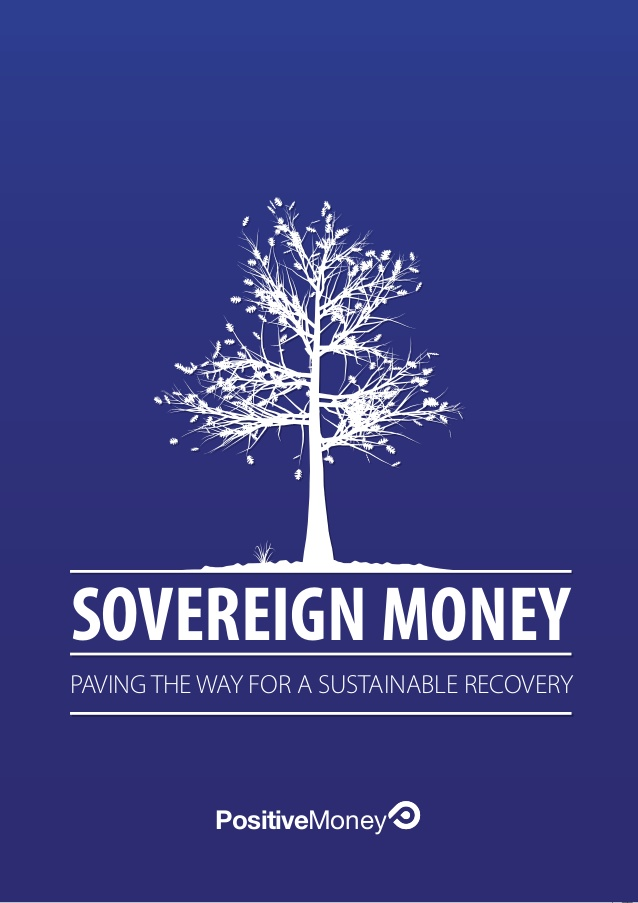 SOVEREIGN MONEY
PAVING THE WAY FOR A SUSTAINABLE RECOVERY
PositiveMoney